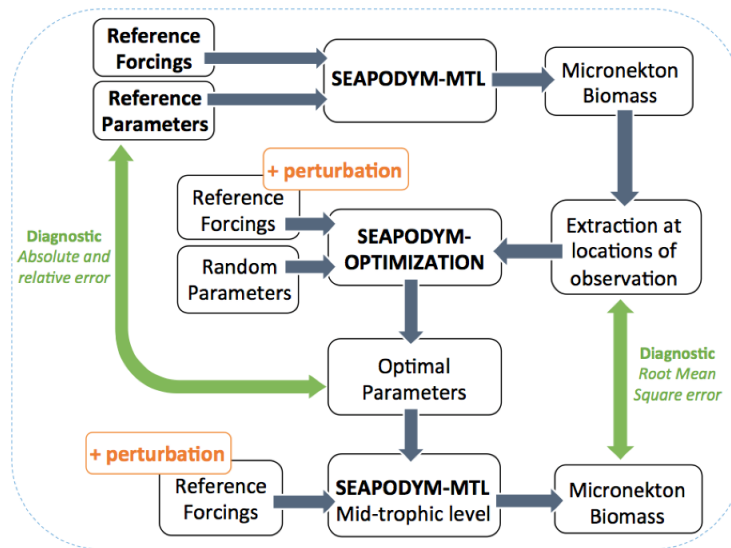 Reference
Forcings
Reference
Parameters
SEAPODYM-MTL
Micronekton
Biomass
+ perturbation
Reference
Forcings
Random
Parameters
SEAPODYM-
OPTIMIZATION
Extraction at
locations of
observation
Diagnostic
Absolute and
relative error
Optimal
Parameters
Diagnostic
Root Mean
Square error
+ perturbation
Reference
Forcings
SEAPODYM-MTL
Mid-trophic level
Micronekton
Biomass